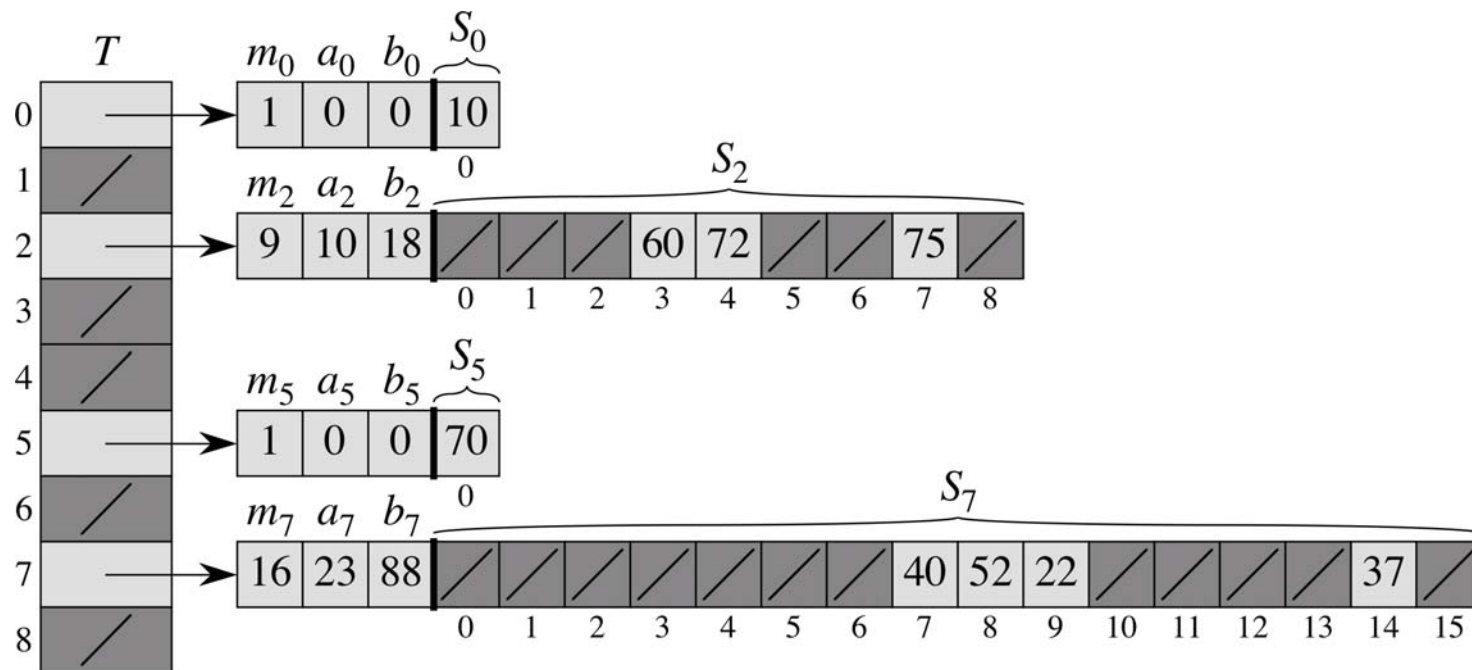 T
m₀ a₀ b₀ S₀
0 1 0 0 10
0
1
m₂ a₂ b₂ S₂
2 9 10 18 60 72 75
0 1 2 3 4 5 6 7 8
3
4
m₅ a₅ b₅ S₅
5 1 0 0 70
0
6
m₇ a₇ b₇ S₇
7 16 23 88 40 52 22 37
0 1 2 3 4 5 6 7 8 9 10 11 12 13 14 15
8